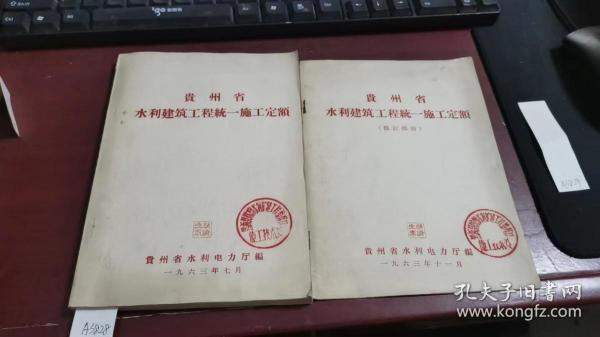 貴州省
水利建筑工程統一施工定額
貴州省水利电力厅編
一九六三年七月
貴州省
水利建筑工程統一施工定額
(修訂部份)
貴州省水利电力厅編
一九六三年十一月
A5828
孔夫子旧书网
www.kongfz.com